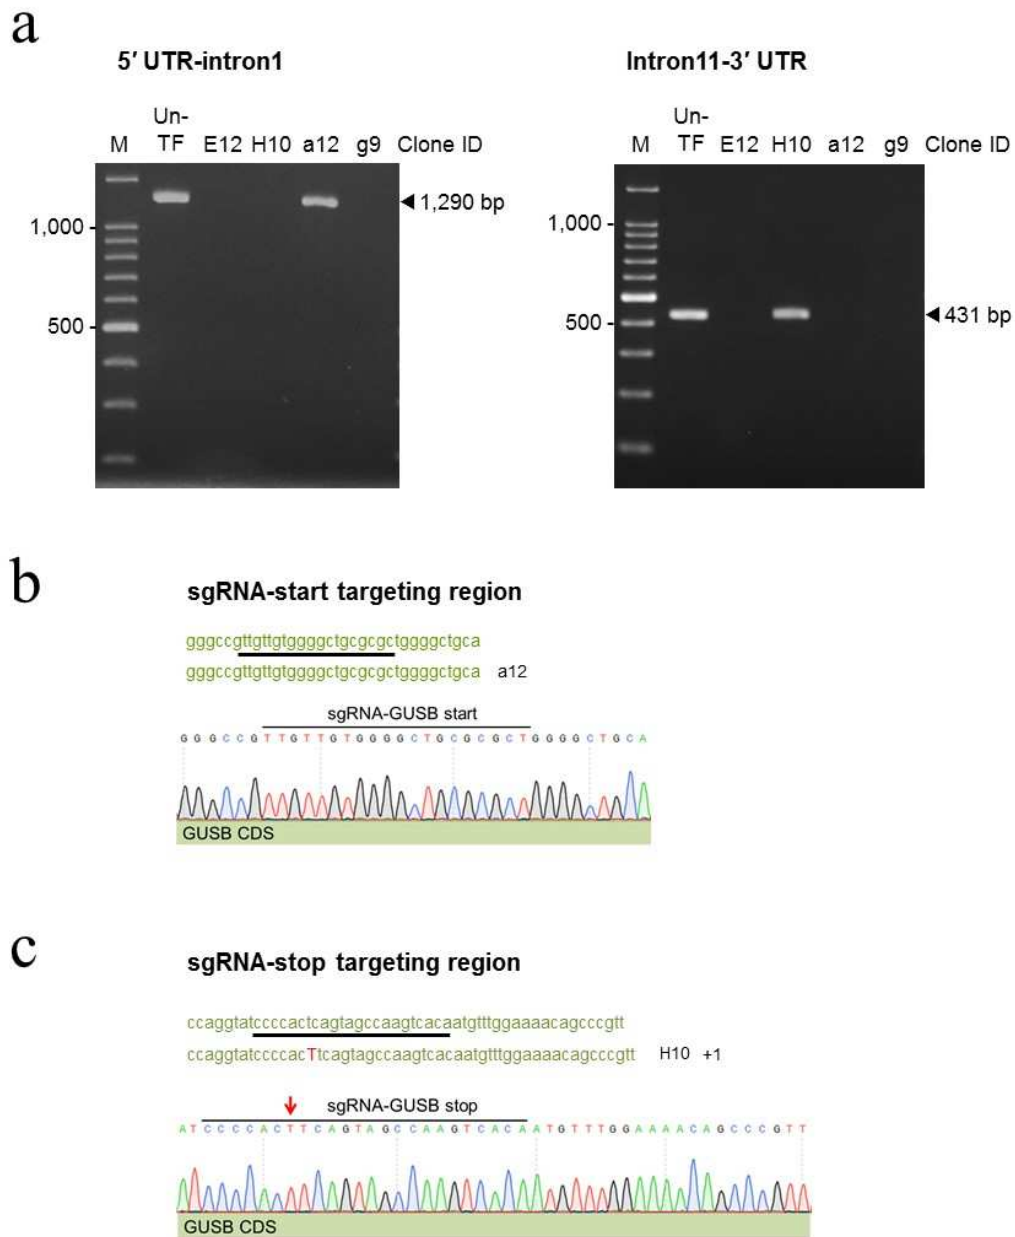 a
5′ UTR-intron1
Intron11-3′ UTR
M Un-TF E12 H10 a12 g9 Clone ID
1,000
500 -
◄ 1,290 bp
M Un-TF E12 H10 a12 g9 Clone ID
1,000
500 -
◄ 431 bp
b
sgRNA-start targeting region
gggccgttgttgtggggctgcgcgctggggctgca
gggccgttgttgtggggctgcgcgctggggctgca a12
sgRNA-GUSB start
GGGCCGTTGTTGTGGGGCTGCGCGCTGGGGCTGCA
GUSB CDS
c
sgRNA-stop targeting region
ccaggtatccccactcagtagccaagtcacaatgtttggaaaacagcccgtt
ccaggtatccccacTtcagtagccaagtcacaatgtttggaaaacagcccgtt H10 +1
sgRNA-GUSB stop
ATCCCCACTTCAGTAGCCAAGTCACAATGTTTGGAAAACAGCCCGTT
GUSB CDS